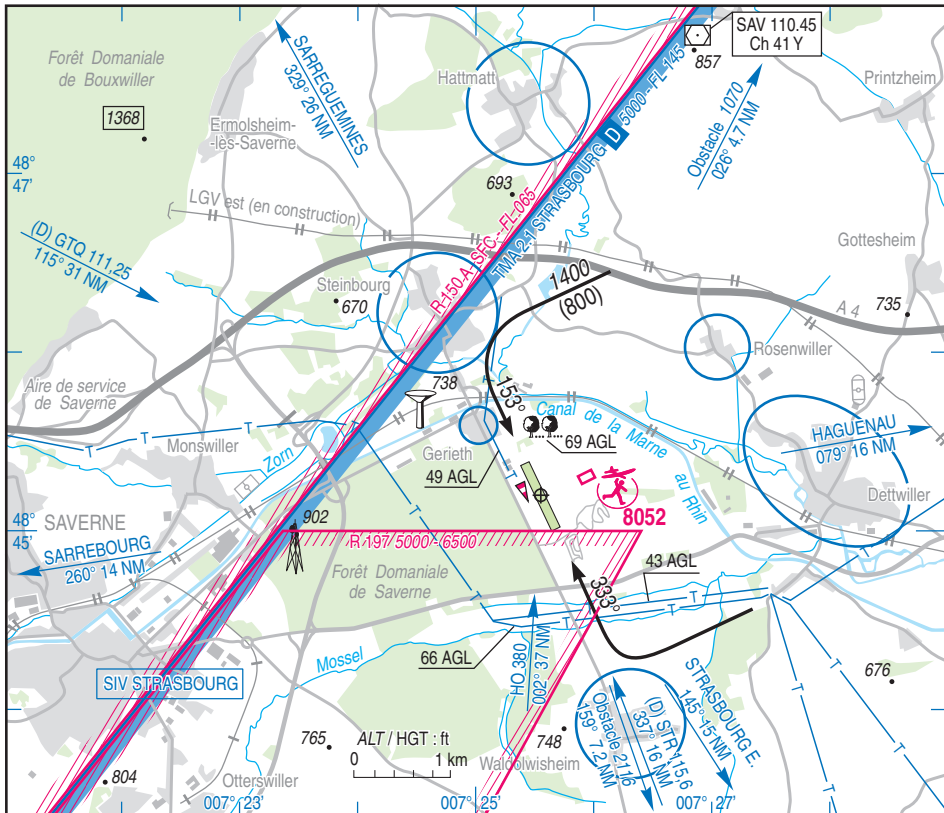 Forêt Domaniale
de Bouxwiller
1368
Ermolsheim-
-lès-Saverne
SARREGUEMINES
329° 26 NM
Hattmatt
SAV 110.45
Ch 41 Y
857
Printzheim
Obstacle 1070
026° 4.7 NM
D 5000 - FL 145
TMA 2.1 STRASBOURG
R 150 A - SFC - FL 065
48°
47'
693
LGV est (en construction)
(D) GTQ 111,25
115° 31 NM
Steinbourg
670
1400
(800)
Gottesheim
735
A 4
Rosenwiller
Aire de service
de Saverne
738
153°
Canal de la Marne
au Rhin
69 AGL
Monswiller
Zorn
Gerieth
49 AGL
HAGUENAU
079° 16 NM
Dettwiller
8052
902
48°
45'
SAVERNE
SARREBOURG
260° 14 NM
R 197 5000 - 6500
Forêt Domaniale
de Saverne
43 AGL
333°
Mossel
66 AGL
HO 380
002° 37 NM
SIV STRASBOURG
STRASBOURG E.
145° 15 NM
(D) STR 115,6
337° 16 NM
Obstacle 2116
159° 7.2 NM
676
765
ALT / HGT : ft
0 1 km
748
Waldolwisheim
804
Otterswiller
007° 23'
007° 25'
007° 27'
T T T T T T T T T T T T T